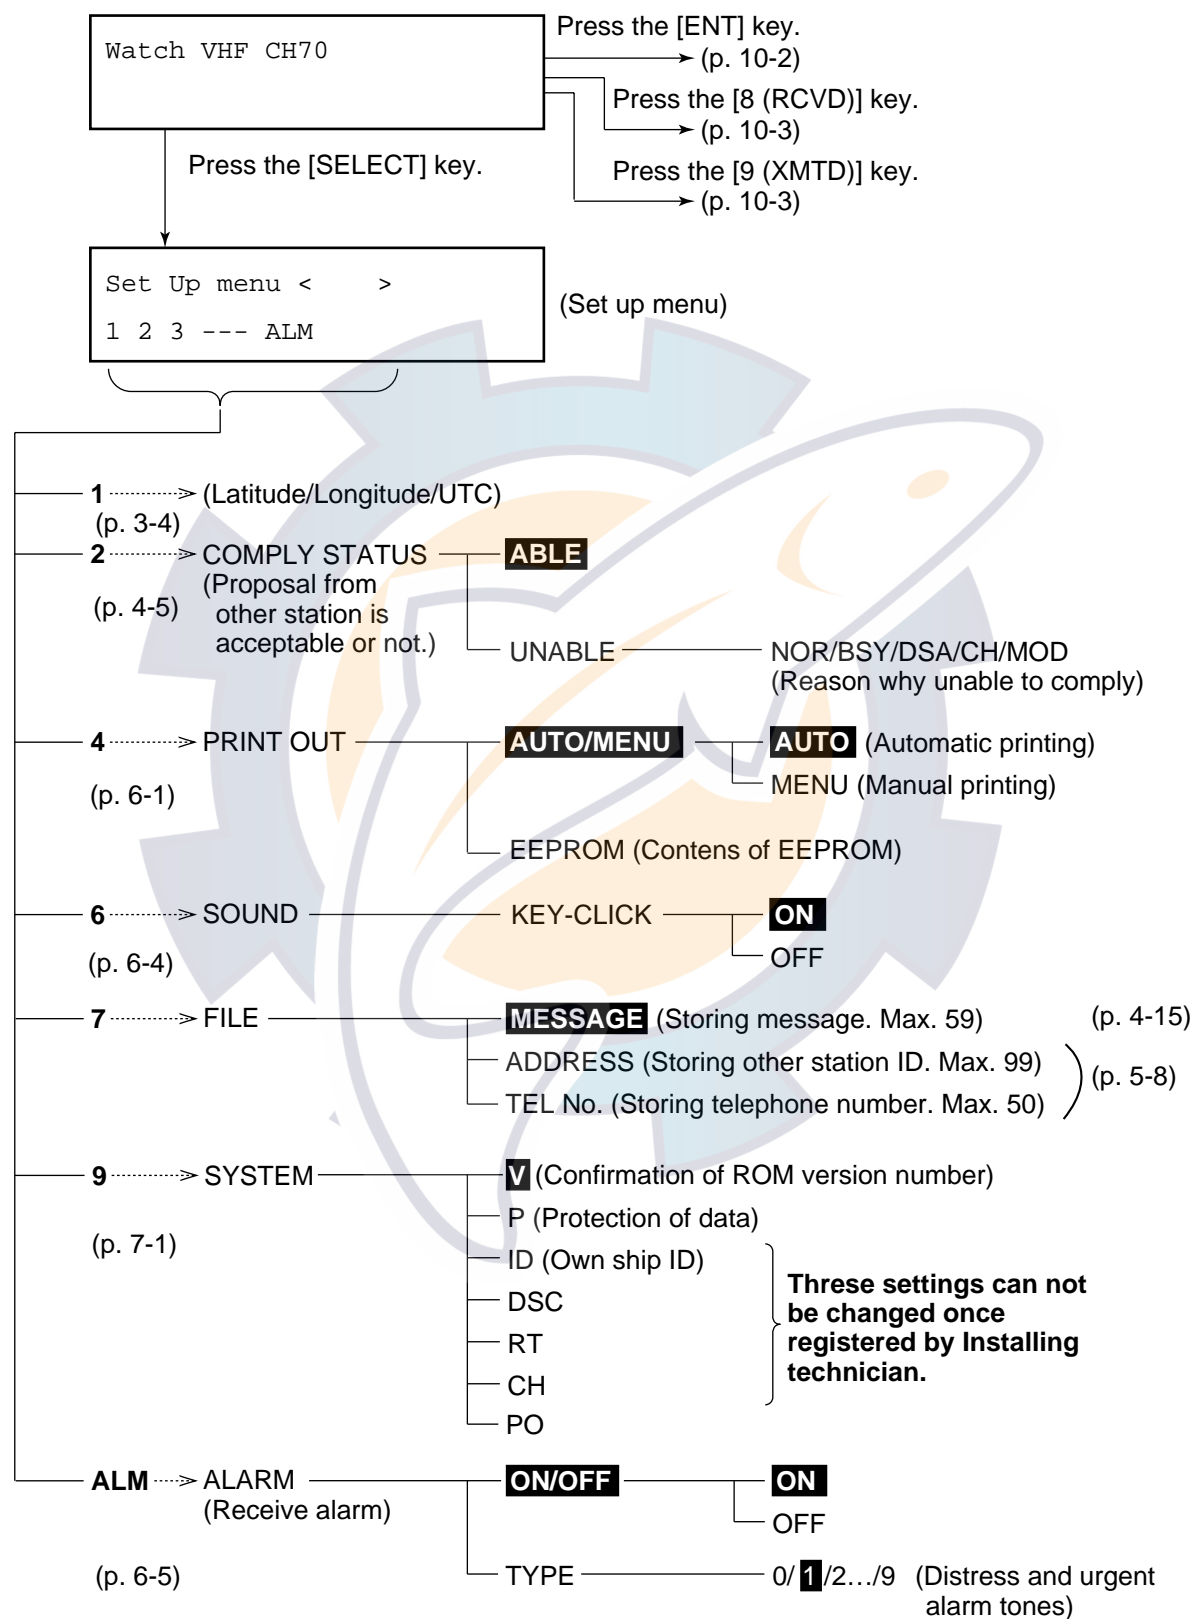 Press the [ENT] key.
Watch VHF CH70
(p. 10-2)
Press the [8 (RCVD)] key.
(p. 10-3)
Press the [SELECT] key.
Press the [9 (XMTD)] key.
(p. 10-3)
Set Up menu <    >
(Set up menu)
1 2 3 --- ALM
1 (Latitude/Longitude/UTC)
(p. 3-4)
2 COMPLY STATUS ABLE
(Proposal from
(p. 4-5) other station is
acceptable or not.)
UNABLE NOR/BSY/DSA/CH/MOD
(Reason why unable to comply)
4 PRINT OUT AUTO/MENU AUTO (Automatic printing)
(p. 6-1) MENU (Manual printing)
EEPROM (Contens of EEPROM)
6 SOUND KEY-CLICK ON
(p. 6-4) OFF
7 FILE MESSAGE (Storing message. Max. 59) (p. 4-15)
ADDRESS (Storing other station ID. Max. 99)
(p. 5-8)
TEL No. (Storing telephone number. Max. 50)
9 SYSTEM V (Confirmation of ROM version number)
P (Protection of data)
(p. 7-1)
ID (Own ship ID)
Threse settings can not
DSC
be changed once
RT registered by Installing
technician.
CH
PO
ALM ALARM ON/OFF ON
(Receive alarm) OFF
(p. 6-5) TYPE 0/ 1 /2.../9 (Distress and urgent
alarm tones)